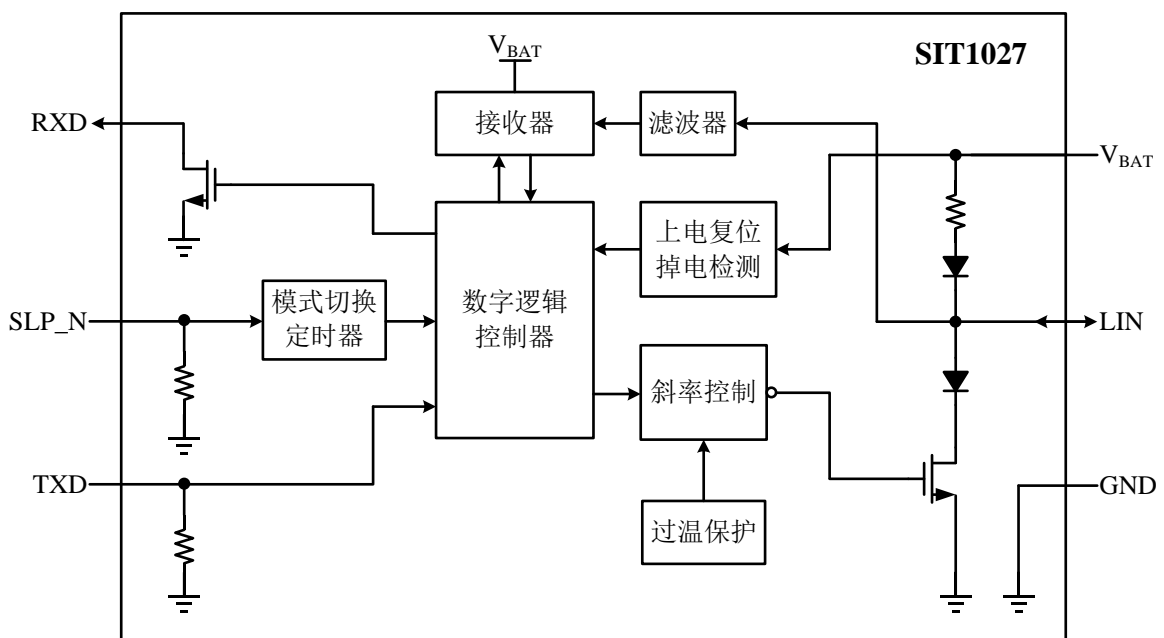 SIT1027
V_BAT
RXD
接收器
滤波器
V_BAT
上电复位
掉电检测
SLP_N
模式切换
定时器
数字逻辑
控制器
LIN
斜率控制
TXD
GND
过温保护